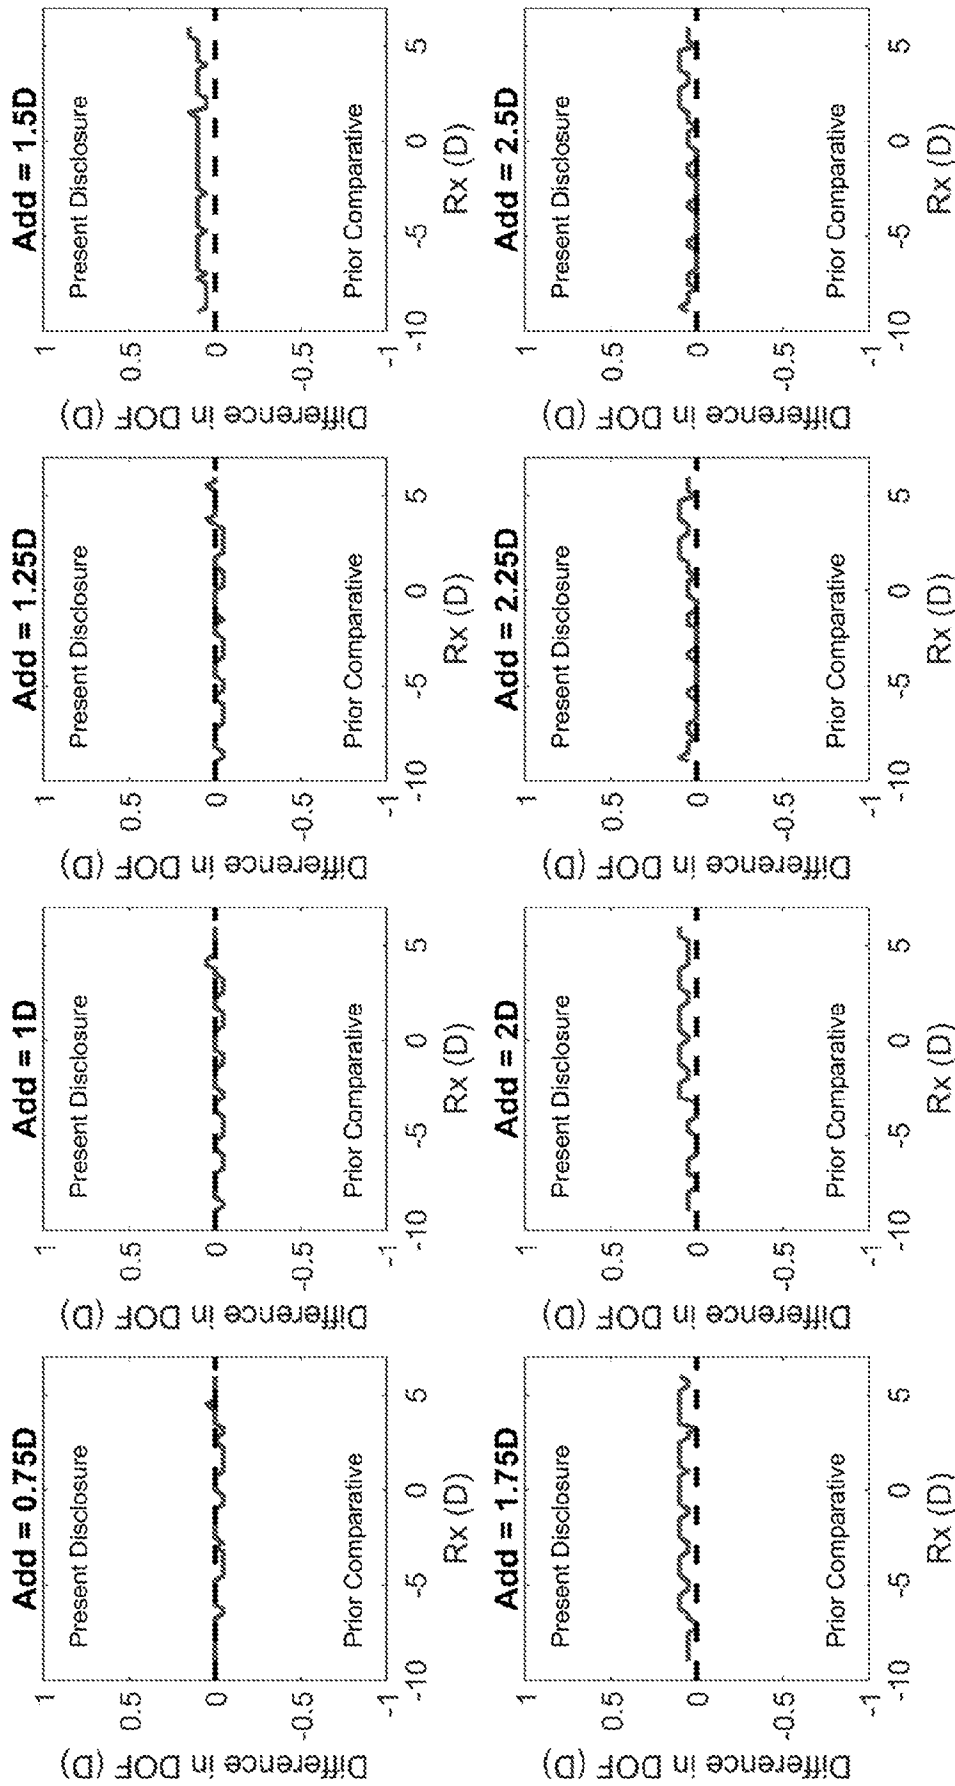 Add = 0.75D
Difference in DOF (D)
1
0.5
0
-0.5
-1
Present Disclosure
Prior Comparative
-10 -5 0 5
Rx (D)
Add = 1D
Difference in DOF (D)
1
0.5
0
-0.5
-1
Present Disclosure
Prior Comparative
-10 -5 0 5
Rx (D)
Add = 1.25D
Difference in DOF (D)
1
0.5
0
-0.5
-1
Present Disclosure
Prior Comparative
-10 -5 0 5
Rx (D)
Add = 1.5D
Difference in DOF (D)
1
0.5
0
-0.5
-1
Present Disclosure
Prior Comparative
-10 -5 0 5
Rx (D)
Add = 1.75D
Difference in DOF (D)
1
0.5
0
-0.5
-1
Present Disclosure
Prior Comparative
-10 -5 0 5
Rx (D)
Add = 2D
Difference in DOF (D)
1
0.5
0
-0.5
-1
Present Disclosure
Prior Comparative
-10 -5 0 5
Rx (D)
Add = 2.25D
Difference in DOF (D)
1
0.5
0
-0.5
-1
Present Disclosure
Prior Comparative
-10 -5 0 5
Rx (D)
Add = 2.5D
Difference in DOF (D)
1
0.5
0
-0.5
-1
Present Disclosure
Prior Comparative
-10 -5 0 5
Rx (D)